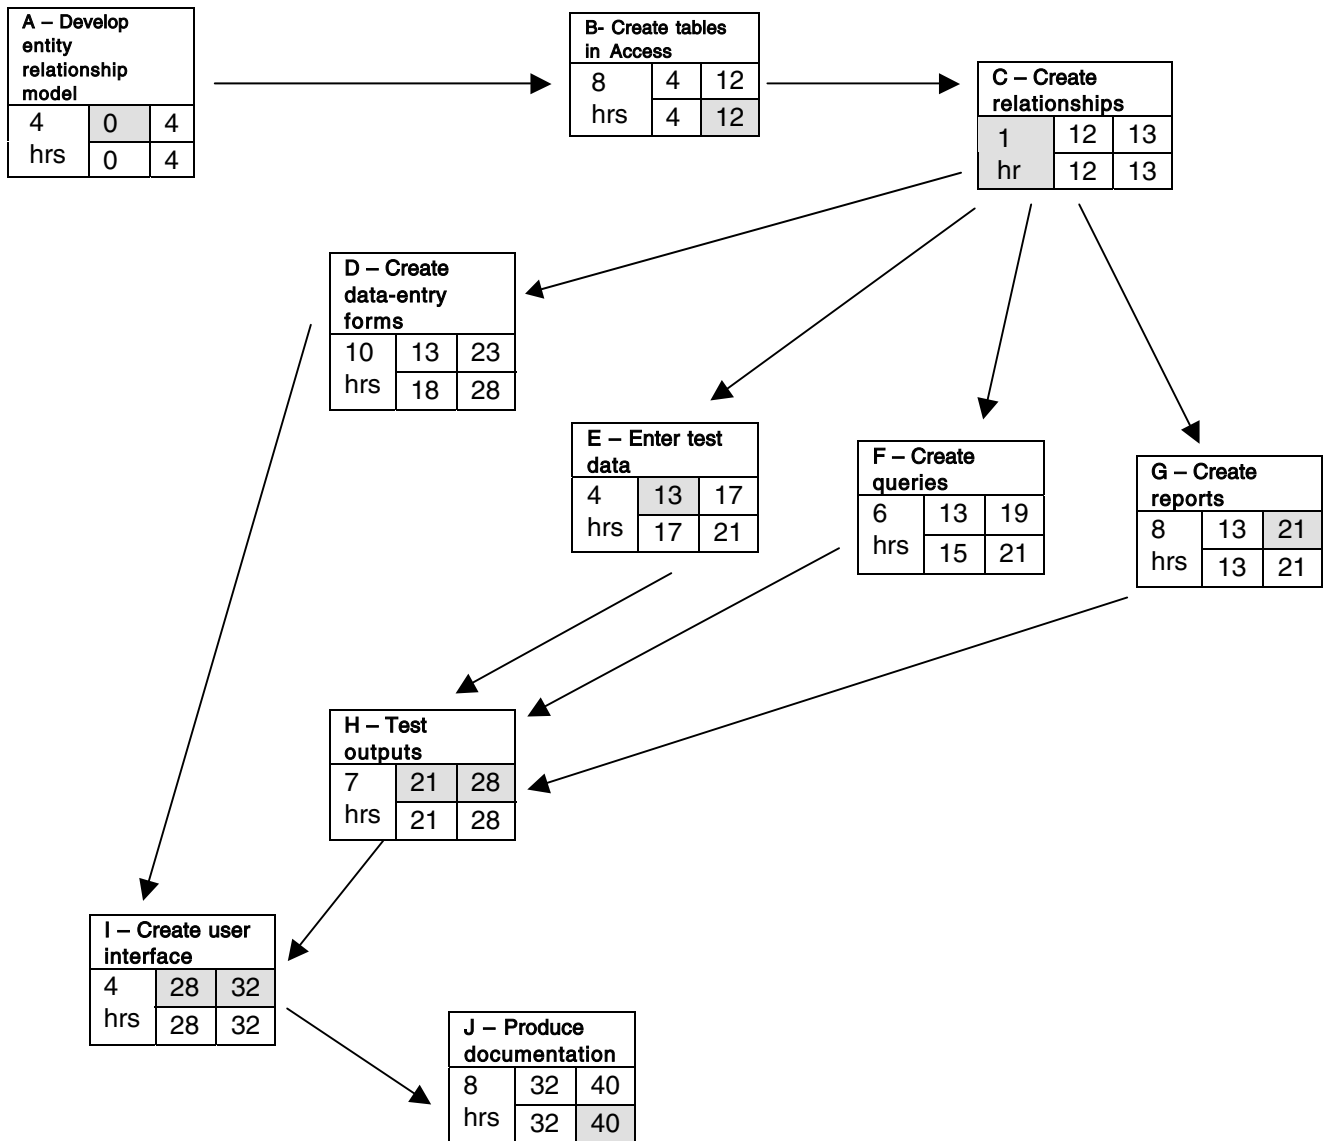 A – Develop
entity
relationship
model
4 0 4
hrs 0 4
B- Create tables
in Access
8 4 12
hrs 4 12
C – Create
relationships
1 12 13
hr 12 13
D – Create
data-entry
forms
10 13 23
hrs 18 28
E – Enter test
data
4 13 17
hrs 17 21
F – Create
queries
6 13 19
hrs 15 21
G – Create
reports
8 13 21
hrs 13 21
H – Test
outputs
7 21 28
hrs 21 28
I – Create user
interface
4 28 32
hrs 28 32
J – Produce
documentation
8 32 40
hrs 32 40